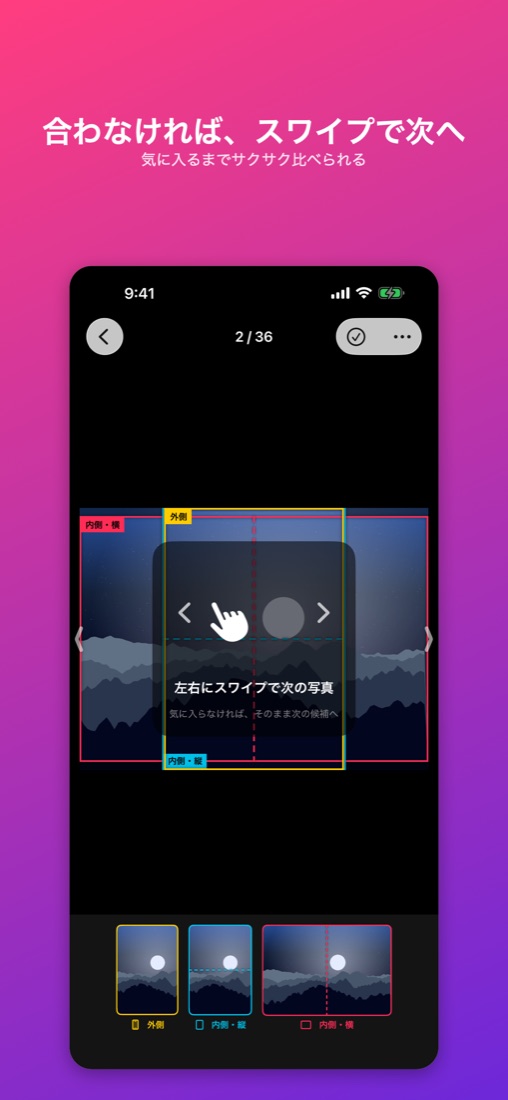 合わなければ、スワイプで次へ
気に入るまでサクサク比べられる
9:41
2 / 36
外側
内側・横
左右にスワイプで次の写真
気に入らなければ、そのまま次の候補へ
内側・縦
外側
内側・縦
内側・横